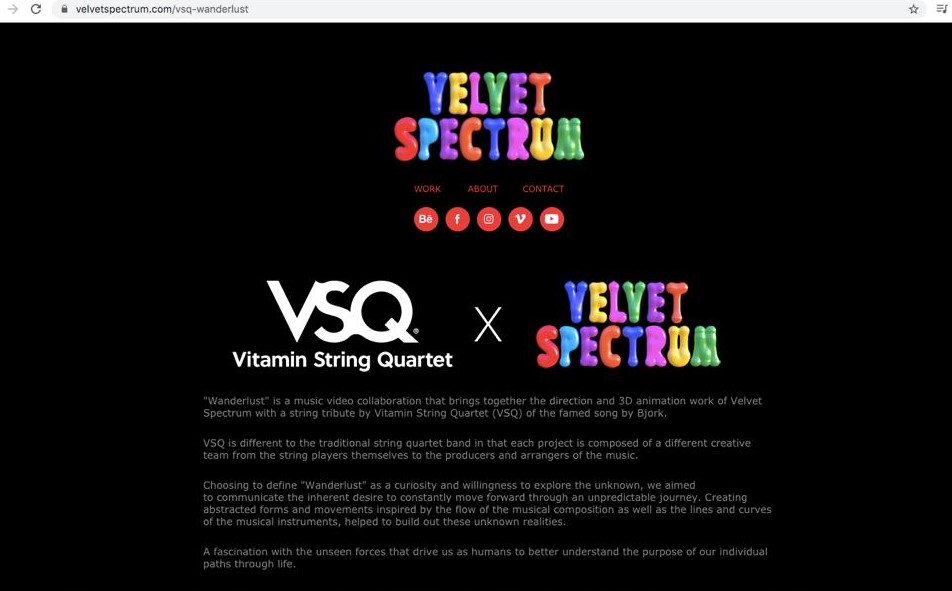 velvetspectrum.com/vsq-wanderlust
VELVET
SPECTRUM
WORK ABOUT CONTACT
Bē f
VSQ®
Vitamin String Quartet
X
VELVET
SPECTRUM
"Wanderlust" is a music video collaboration that brings together the direction and 3D animation work of Velvet
Spectrum with a string tribute by Vitamin String Quartet (VSQ) of the famed song by Bjork.
VSQ is different to the traditional string quartet band in that each project is composed of a different creative
team from the string players themselves to the producers and arrangers of the music.
Choosing to define "Wanderlust" as a curiosity and willingness to explore the unknown, we aimed
to communicate the inherent desire to constantly move forward through an unpredictable journey. Creating
abstracted forms and movements inspired by the flow of the musical composition as well as the lines and curves
of the musical instruments, helped to build out these unknown realities.
A fascination with the unseen forces that drive us as humans to better understand the purpose of our individual
paths through life.